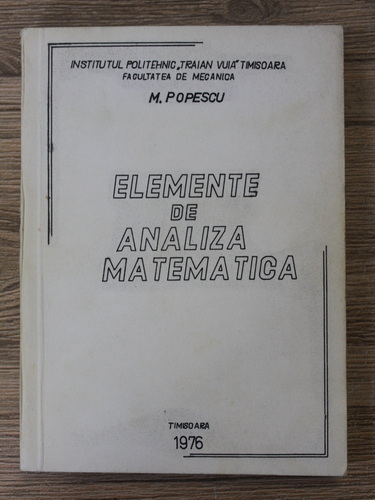 INSTITUTUL POLITEHNIC „TRAIAN VUIA” TIMISOARA
FACULTATEA DE MECANICA
M. POPESCU
ELEMENTE
DE
ANALIZA
MATEMATICA
TIMISOARA
1976